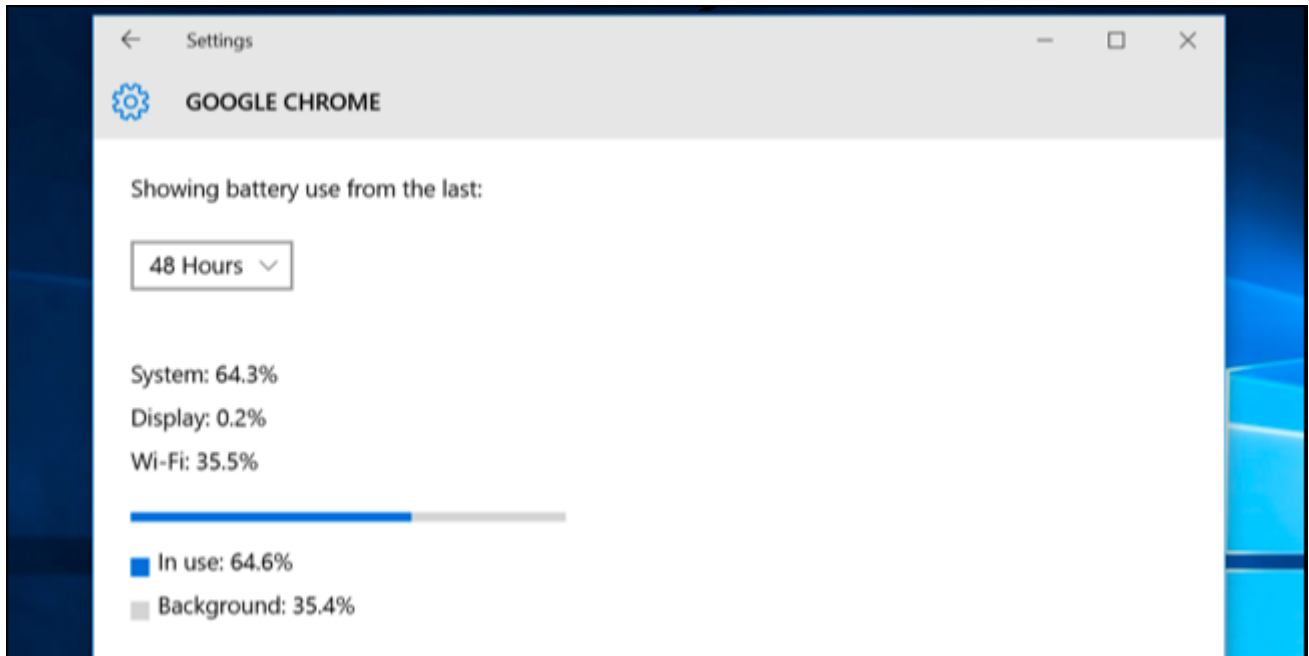 Settings
GOOGLE CHROME
Showing battery use from the last:
48 Hours
System: 64.3%
Display: 0.2%
Wi-Fi: 35.5%
In use: 64.6%
Background: 35.4%